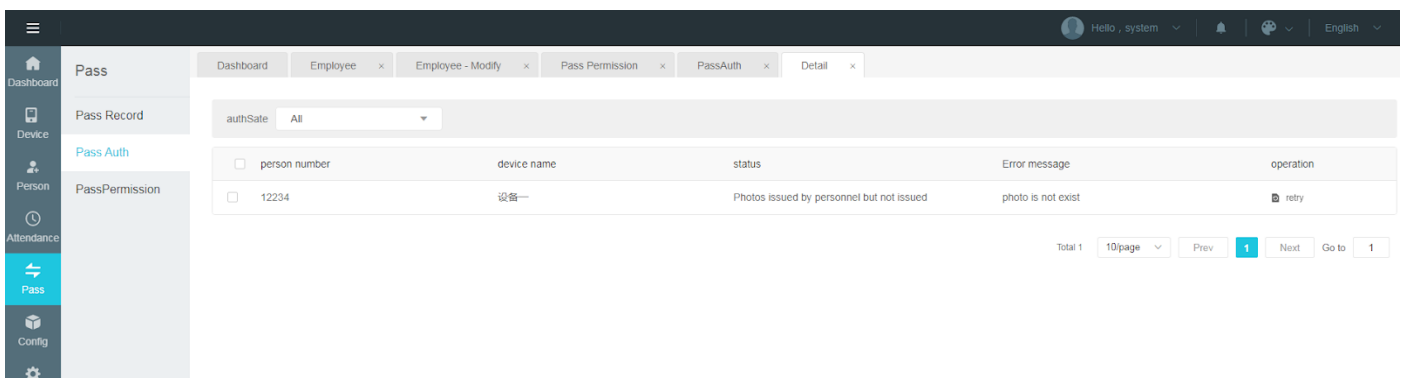 Hello , system
English
Dashboard
Device
Person
Attendance
Pass
Config
Pass
Pass Record
Pass Auth
PassPermission
Dashboard Employee × Employee - Modify × Pass Permission × PassAuth × Detail ×
authSate All
person number device name status Error message operation
12234 设备一 Photos issued by personnel but not issued photo is not exist retry
Total 1 10/page Prev 1 Next Go to 1